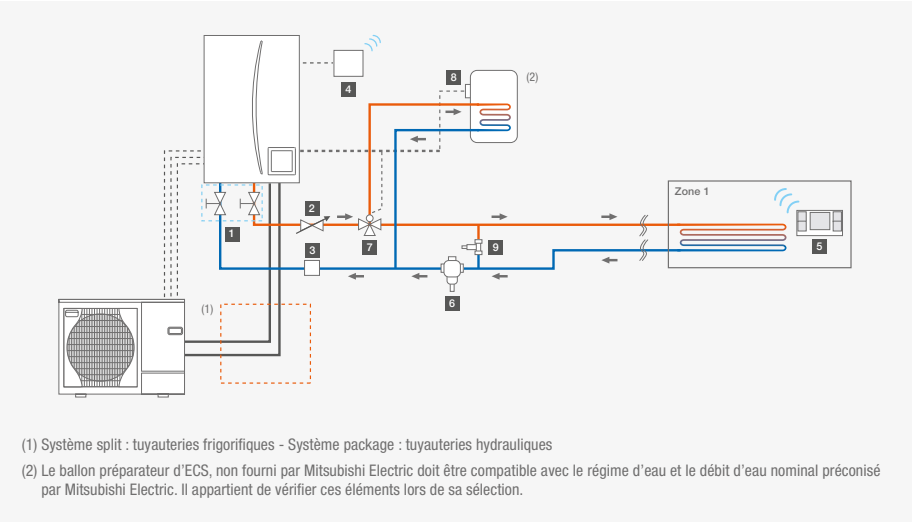 4
8
(2)
Zone 1
2
1
7
9
5
3
6
(1)
(1) Système split : tuyauteries frigorifiques - Système package : tuyauteries hydrauliques
(2) Le ballon préparateur d'ECS, non fourni par Mitsubishi Electric doit être compatible avec le régime d'eau et le débit d'eau nominal préconisé
par Mitsubishi Electric. Il appartient de vérifier ces éléments lors de sa sélection.